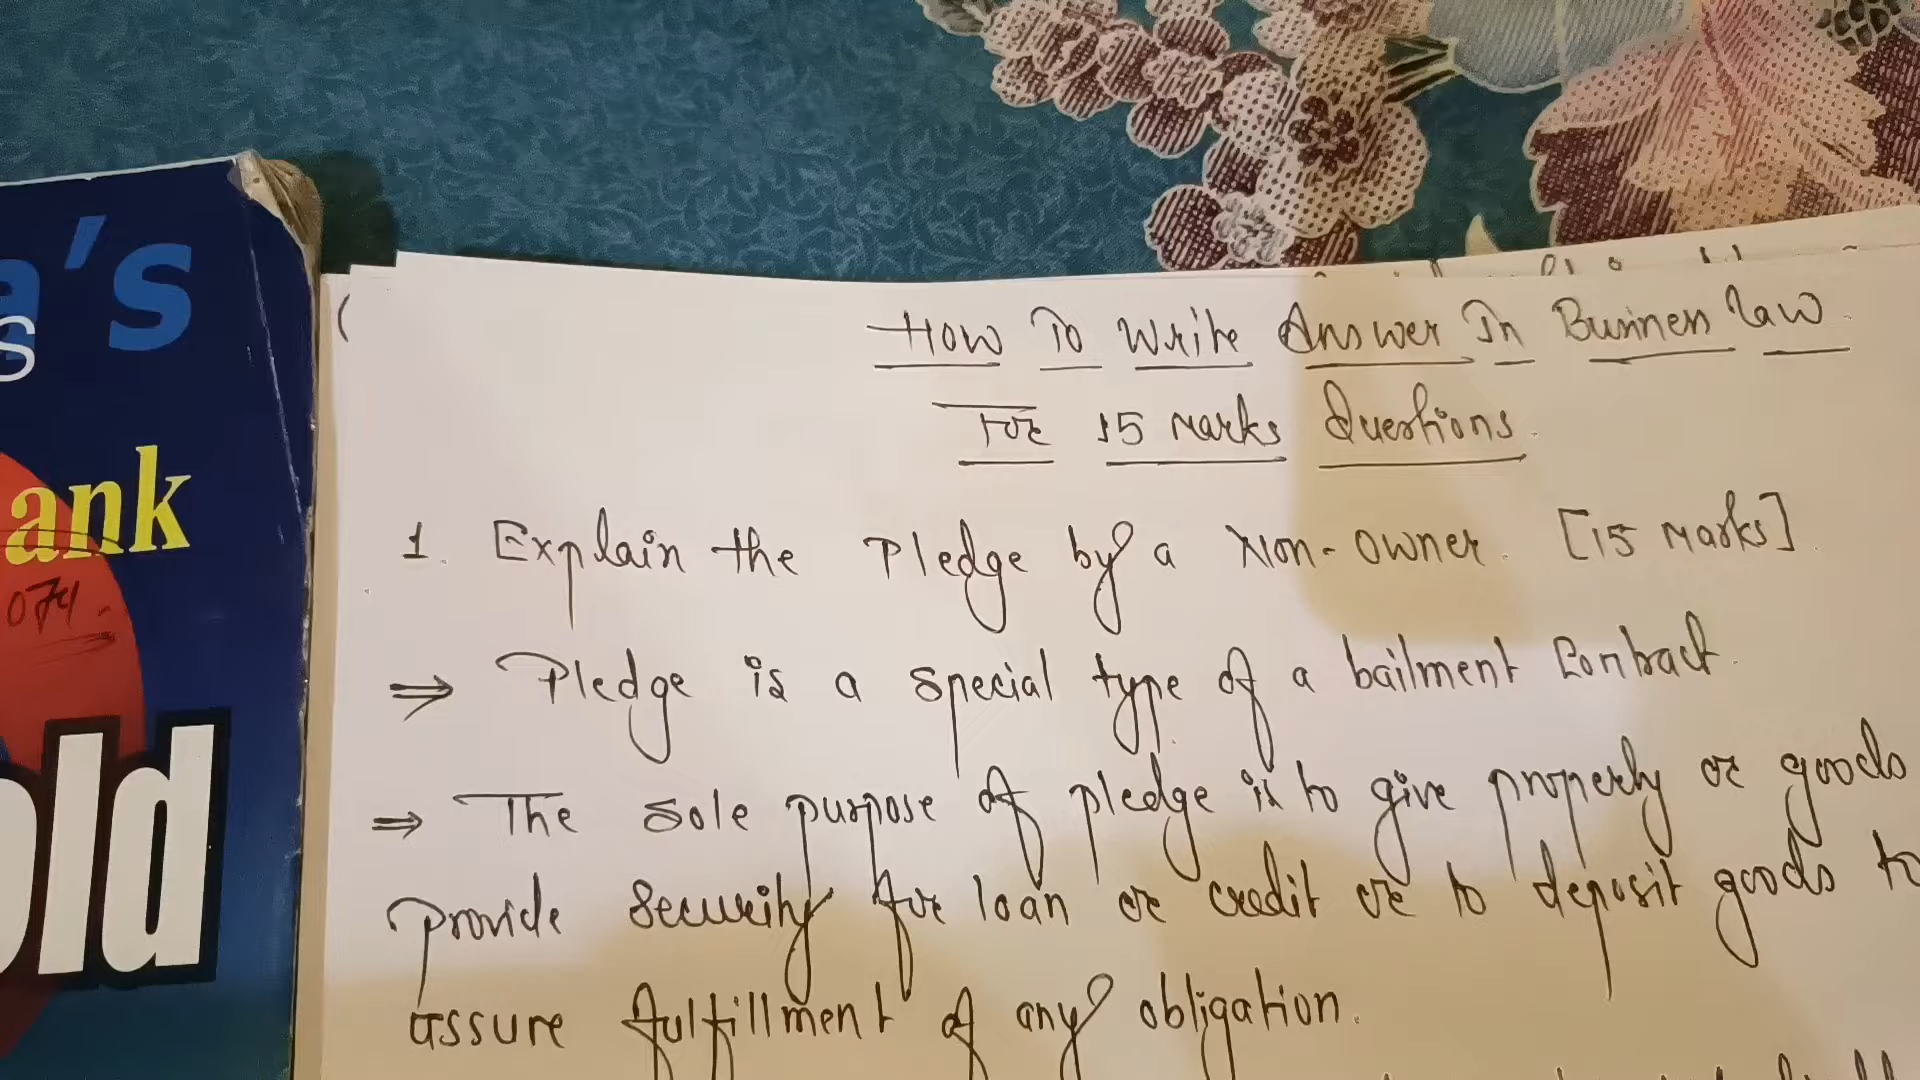 a's
s
ank
074
old
How To Write Answer In Business Law
For 15 Marks Questions.
1. Explain the Pledge by a Non-Owner. [15 Marks]
⇒ Pledge is a special type of a bailment Contract.
⇒ The sole purpose of pledge is to give property or goods
provide security for loan or credit or to deposit goods to
assure fulfillment of any obligation.